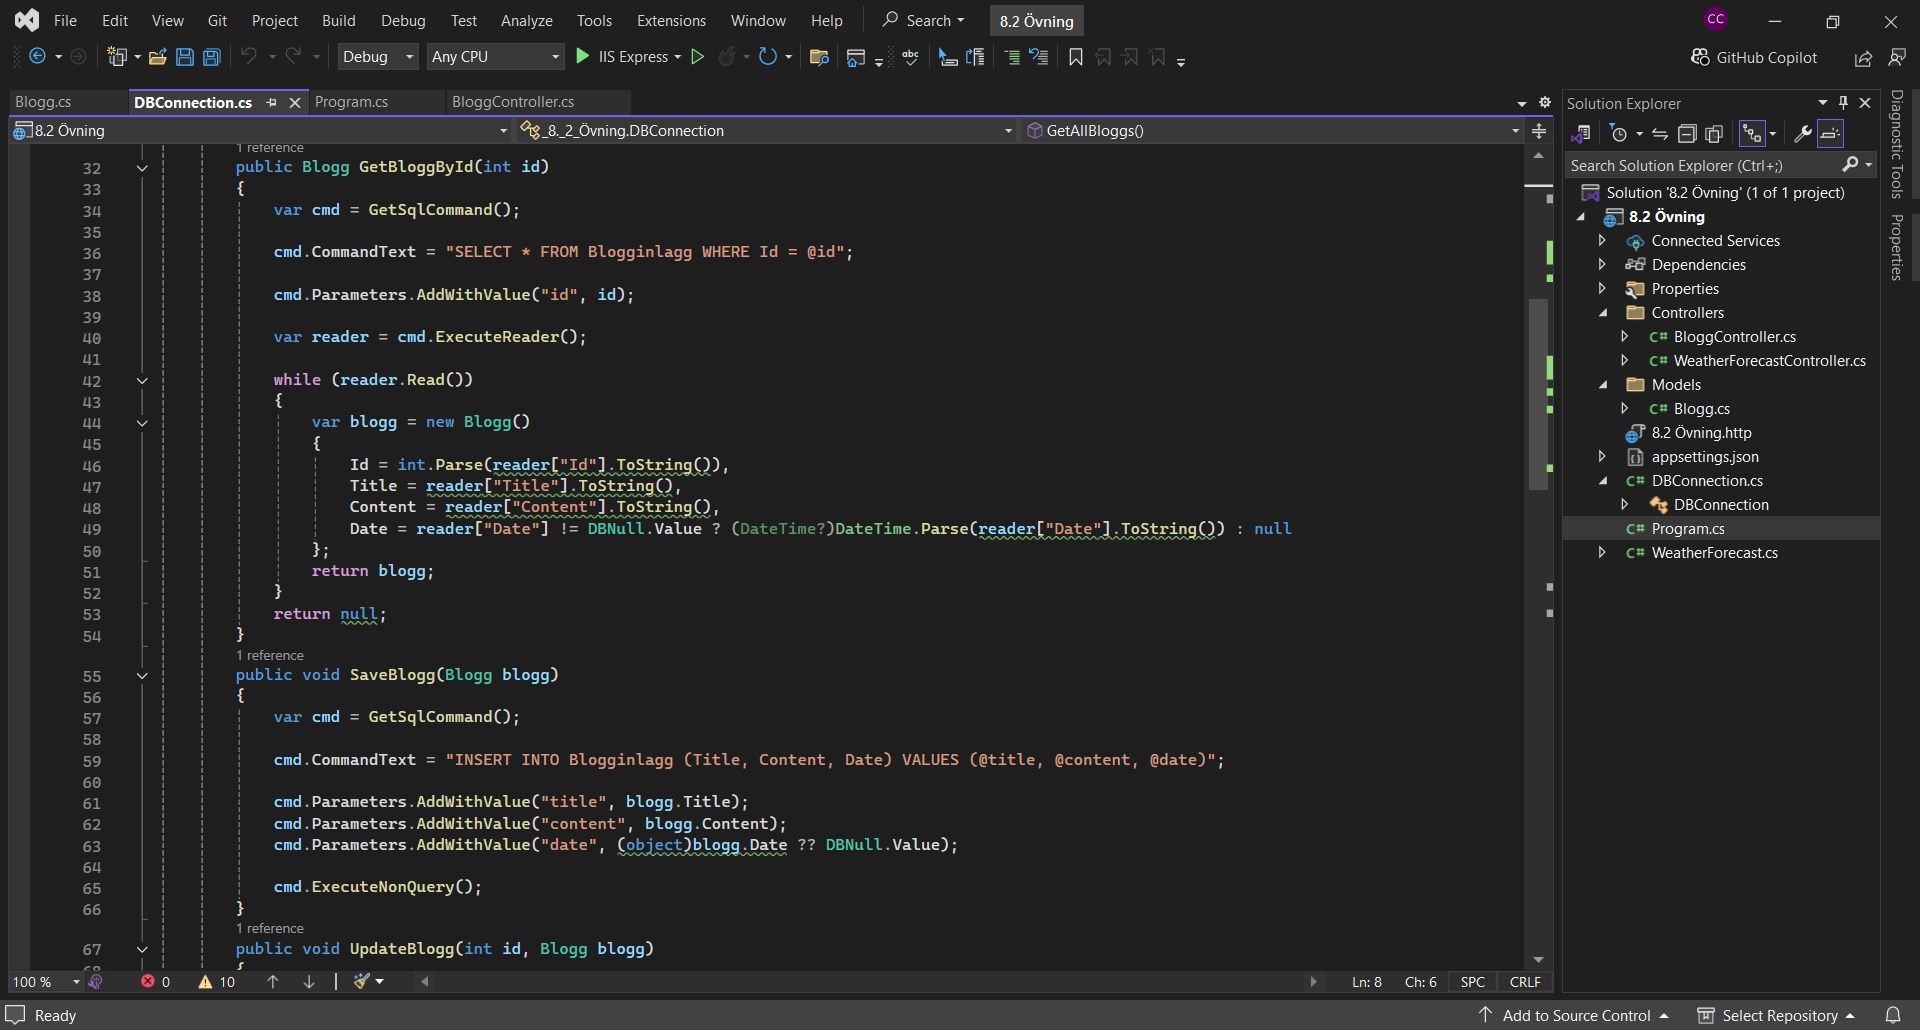 File Edit View Git Project Build Debug Test Analyze Tools Extensions Window Help Search 8.2 Övning CC
Debug Any CPU IIS Express abc GitHub Copilot
Blogg.cs DBConnection.cs Program.cs BloggController.cs
8.2 Övning _8._2_Övning.DBConnection GetAllBloggs()
1 reference
32 public Blogg GetBloggById(int id)
33 {
34 var cmd = GetSqlCommand();
35
36 cmd.CommandText = "SELECT * FROM Blogginlagg WHERE Id = @id";
37
38 cmd.Parameters.AddWithValue("id", id);
39
40 var reader = cmd.ExecuteReader();
41
42 while (reader.Read())
43 {
44 var blogg = new Blogg()
45 {
46 Id = int.Parse(reader["Id"].ToString()),
47 Title = reader["Title"].ToString(),
48 Content = reader["Content"].ToString(),
49 Date = reader["Date"] != DBNull.Value ? (DateTime?)DateTime.Parse(reader["Date"].ToString()) : null
50 };
51 return blogg;
52 }
53 return null;
54 }
1 reference
55 public void SaveBlogg(Blogg blogg)
56 {
57 var cmd = GetSqlCommand();
58
59 cmd.CommandText = "INSERT INTO Blogginlagg (Title, Content, Date) VALUES (@title, @content, @date)";
60
61 cmd.Parameters.AddWithValue("title", blogg.Title);
62 cmd.Parameters.AddWithValue("content", blogg.Content);
63 cmd.Parameters.AddWithValue("date", (object)blogg.Date ?? DBNull.Value);
64
65 cmd.ExecuteNonQuery();
66 }
1 reference
67 public void UpdateBlogg(int id, Blogg blogg)
68 {
100 % 0 10 Ln: 8 Ch: 6 SPC CRLF
Solution Explorer
Search Solution Explorer (Ctrl+;)
Solution '8.2 Övning' (1 of 1 project)
8.2 Övning
Connected Services
Dependencies
Properties
Controllers
C# BloggController.cs
C# WeatherForecastController.cs
Models
C# Blogg.cs
8.2 Övning.http
appsettings.json
C# DBConnection.cs
DBConnection
C# Program.cs
C# WeatherForecast.cs
Diagnostic Tools
Properties
Ready Add to Source Control Select Repository